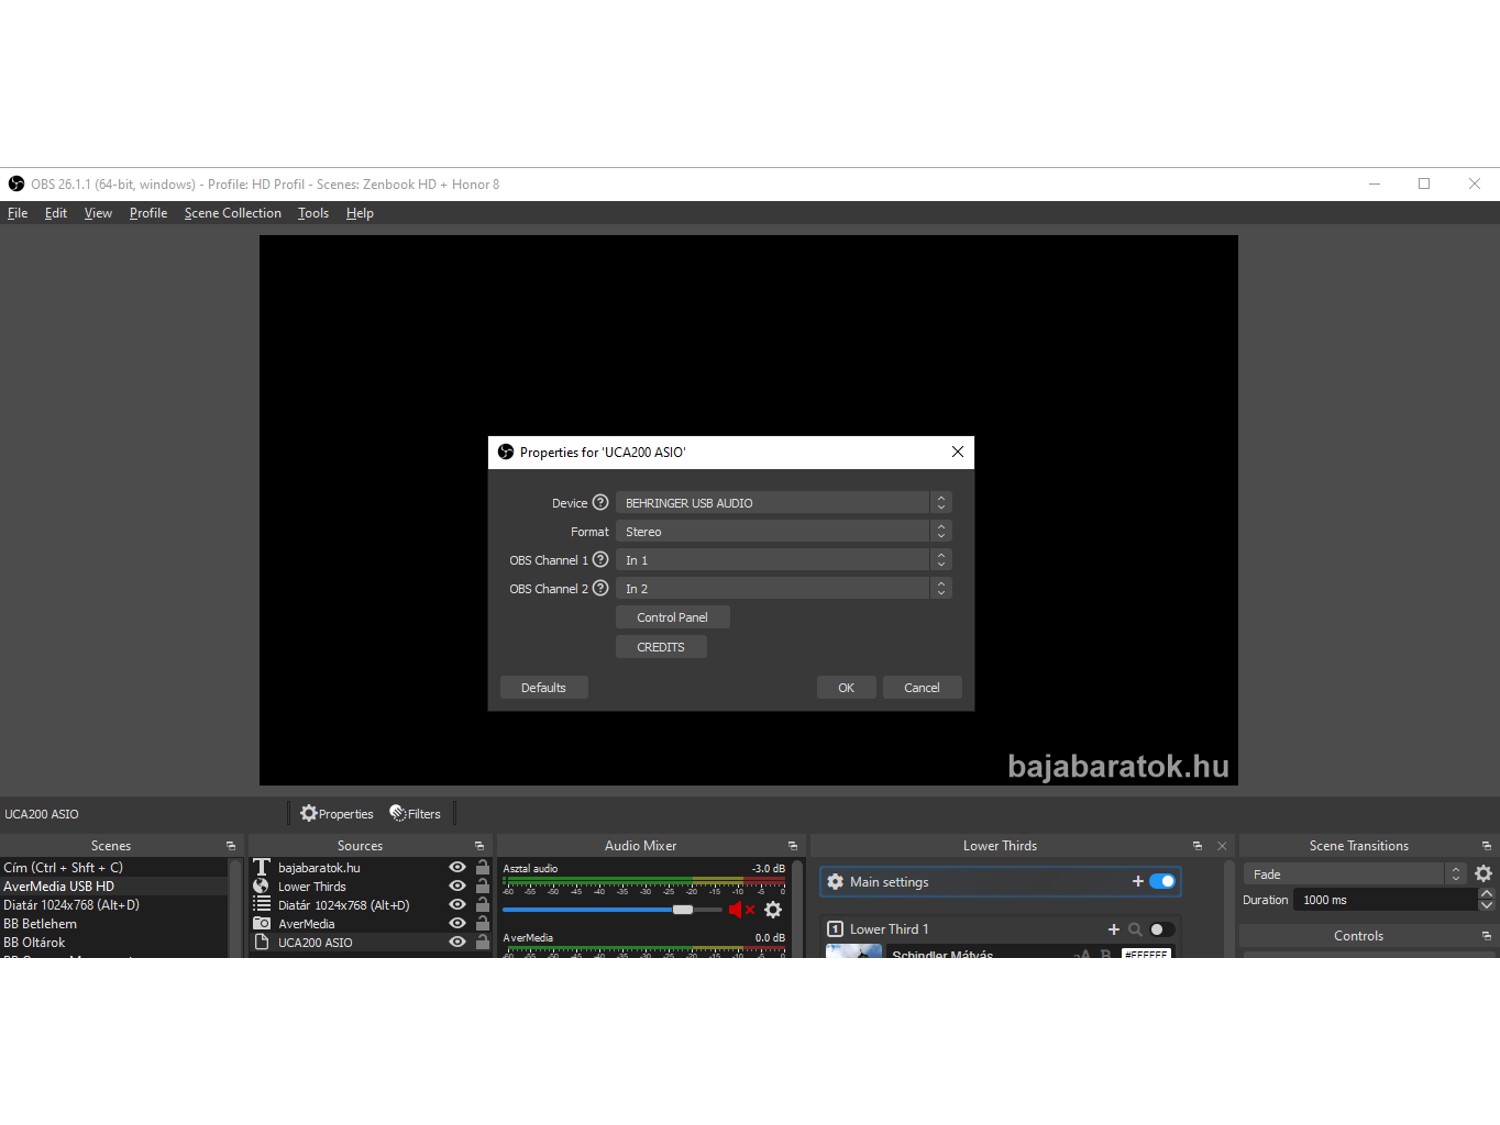 OBS 26.1.1 (64-bit, windows) - Profile: HD Profil - Scenes: Zenbook HD + Honor 8
File Edit View Profile Scene Collection Tools Help
Properties for 'UCA200 ASIO'
Device ? BEHRINGER USB AUDIO
Format Stereo
OBS Channel 1 ? In 1
OBS Channel 2 ? In 2
Control Panel
CREDITS
Defaults OK Cancel
bajabaratok.hu
UCA200 ASIO Properties Filters
Scenes
Cím (Ctrl + Shft + C)
AverMedia USB HD
Diatár 1024x768 (Alt+D)
BB Betlehem
BB Oltárok
Sources
bajabaratok.hu
Lower Thirds
Diatár 1024x768 (Alt+D)
AverMedia
UCA200 ASIO
Audio Mixer
Asztal audio -3.0 dB
-60 -55 -50 -45 -40 -35 -30 -25 -20 -15 -10 -5 0
AverMedia 0.0 dB
-60 -55 -50 -45 -40 -35 -30 -25 -20 -15 -10 -5 0
Lower Thirds
Main settings
1 Lower Third 1
Schindler Mátyás #FFFFFF
Scene Transitions
Fade
Duration 1000 ms
Controls